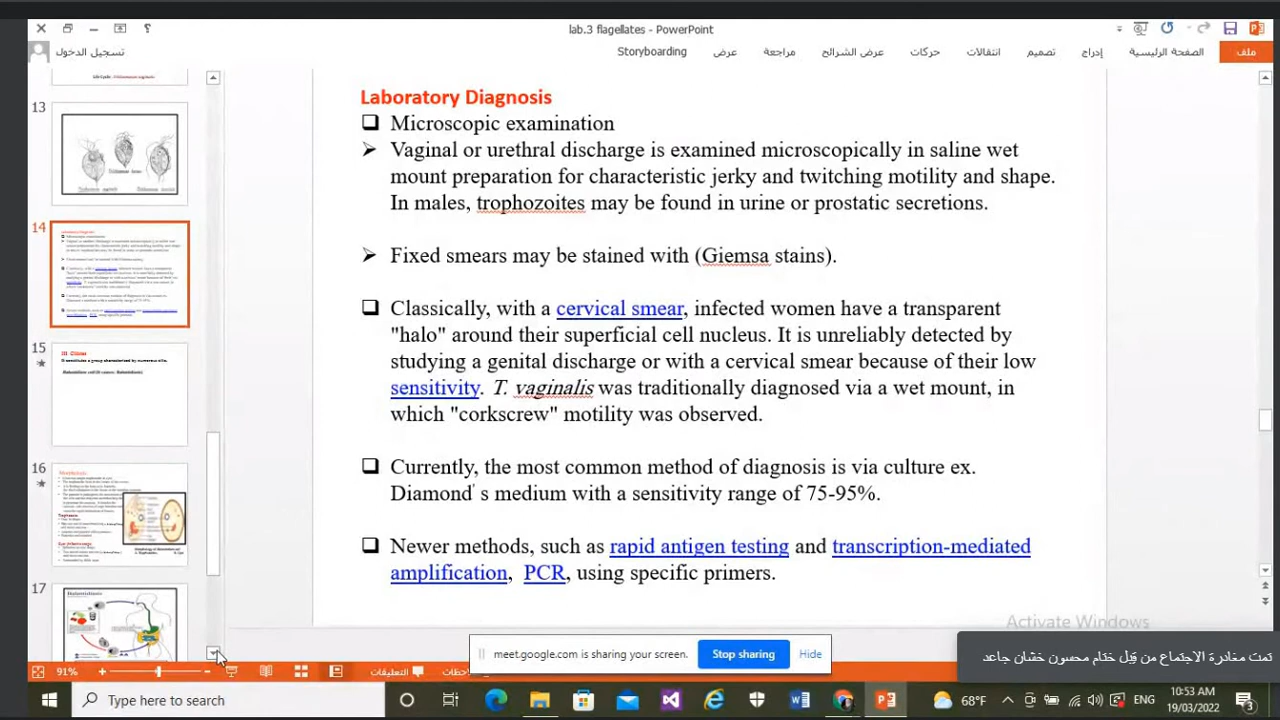 lab.3 flagellates - PowerPoint
تسجيل الدخول
ملف
الصفحة الرئيسية
إدراج
تصميم
انتقالات
حركات
عرض الشرائح
مراجعة
عرض
Storyboarding
13
14
15
III Ciliates
16
17
Balantidiasis
Laboratory Diagnosis
❑ Microscopic examination
➢ Vaginal or urethral discharge is examined microscopically in saline wet
mount preparation for characteristic jerky and twitching motility and shape.
In males, trophozoites may be found in urine or prostatic secretions.
➢ Fixed smears may be stained with (Giemsa stains).
❑ Classically, with a cervical smear, infected women have a transparent
"halo" around their superficial cell nucleus. It is unreliably detected by
studying a genital discharge or with a cervical smear because of their low
sensitivity. T. vaginalis was traditionally diagnosed via a wet mount, in
which "corkscrew" motility was observed.
❑ Currently, the most common method of diagnosis is via culture ex.
Diamond' s medium with a sensitivity range of 75-95%.
❑ Newer methods, such as rapid antigen testing and transcription-mediated
amplification, PCR, using specific primers.
Activate Windows
meet.google.com is sharing your screen.
Stop sharing
Hide
تمت مغادرة الاجتماع من قِبل ختام محسون خشان جاعد
91%
التعليقات
Type here to search
68°F
ENG
10:53 AM
19/03/2022
3